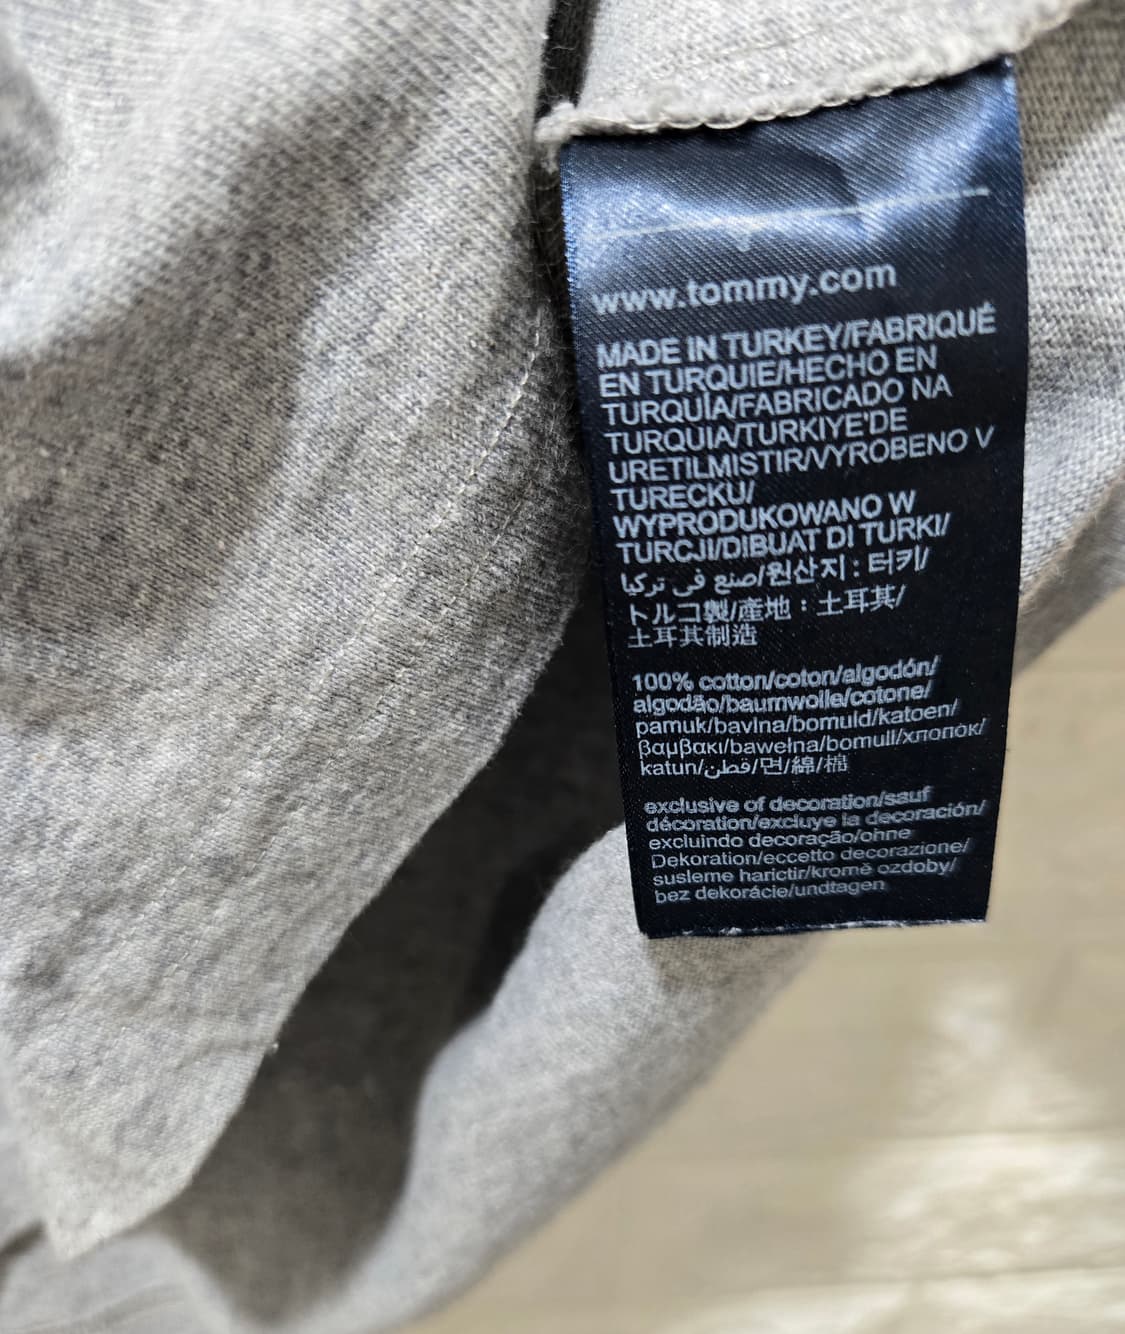 www.tommy.com
MADE IN TURKEY/FABRIQUÉ
EN TURQUIE/HECHO EN
TURQUÍA/FABRICADO NA
TURQUIA/TURKIYE'DE
URETILMISTIR/VYROBENO V
TURECKU/
WYPRODUKOWANO W
TURCJI/DIBUAT DI TURKI/
صنع في تركيا/원산지 : 터키/
トルコ製/產地：土耳其/
土耳其制造
100% cotton/coton/algodón/
algodão/baumwolle/cotone/
pamuk/bavlna/bomuld/katoen/
βαμβακι/bawełna/bomull/хлопок/
katun/قطن/면/綿/棉
exclusive of decoration/sauf
décoration/excluye la decoración/
excluindo decoração/ohne
Dekoration/eccetto decorazione/
susleme harictir/kromě ozdoby/
bez dekorácie/undtagen